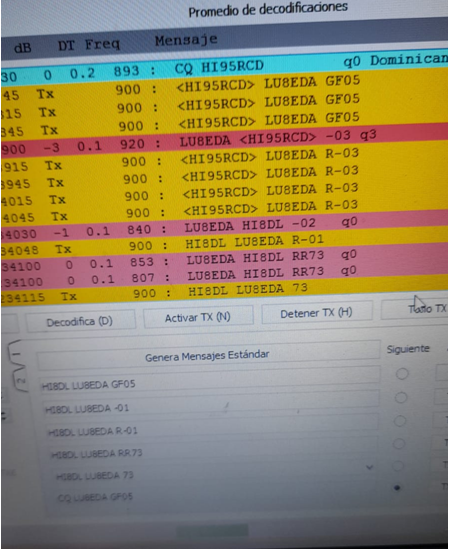 Promedio de decodificaciones
dB DT Freq Mensaje
30 0 0.2 893 : CQ HI95RCD q0 Dominican
45 Tx 900 : <HI95RCD> LU8EDA GF05
315 Tx 900 : <HI95RCD> LU8EDA GF05
345 Tx 900 : <HI95RCD> LU8EDA GF05
900 -3 0.1 920 : LU8EDA <HI95RCD> -03 q3
915 Tx 900 : <HI95RCD> LU8EDA R-03
3945 Tx 900 : <HI95RCD> LU8EDA R-03
4015 Tx 900 : <HI95RCD> LU8EDA R-03
4045 Tx 900 : <HI95RCD> LU8EDA R-03
34030 -1 0.1 840 : LU8EDA HI8DL -02 q0
34048 Tx 900 : HI8DL LU8EDA R-01
34100 0 0.1 853 : LU8EDA HI8DL RR73 q0
34100 0 0.1 807 : LU8EDA HI8DL RR73 q0
234115 Tx 900 : HI8DL LU8EDA 73
Decodifica (D) Activar TX (N) Detener TX (H) TX
1
2
Genera Mensajes Estándar Siguiente
HI8DL LU8EDA GF05
HI8DL LU8EDA -01
HI8DL LU8EDA R-01
HI8DL LU8EDA RR73
HI8DL LU8EDA 73
CQ LU8EDA GF05